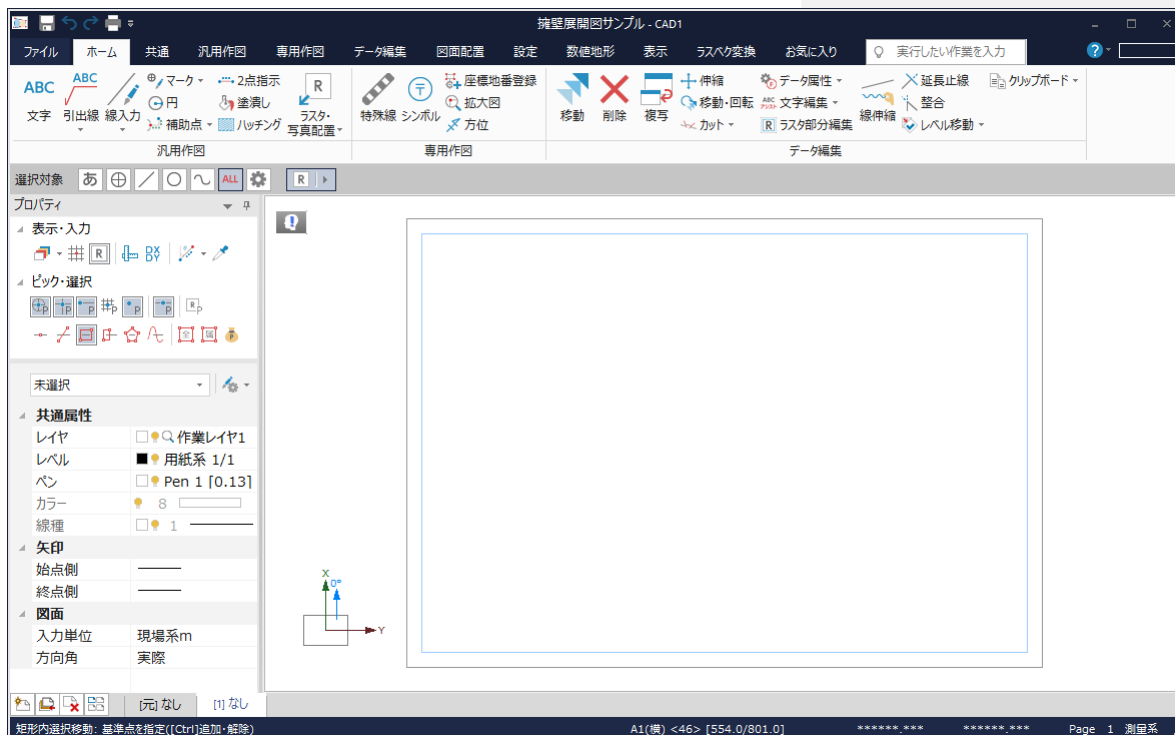 擁壁展開図サンプル - CAD1
ファイル ホーム 共通 汎用作図 専用作図 データ編集 図面配置 設定 数値地形 表示 ラスベク変換 お気に入り 実行したい作業を入力 ?
ABC ABC マーク 2点指示 R 座標地番登録 伸縮 データ属性 延長止線 クリップボード
円 塗潰し 拡大図 移動・回転 ABC 文字編集 整合
文字 引出線 線入力 補助点 ハッチング ラスタ・写真配置 特殊線 シンボル 方位 移動 削除 複写 カット R ラスタ部分編集 線伸縮 レベル移動
汎用作図 専用作図 データ編集
選択対象 あ ALL R
プロパティ
表示・入力
R DX DY
ピック・選択
P P P P P P R P
全 属 P
未選択
共通属性
レイヤ 作業レイヤ1
レベル 用紙系 1/1
ペン Pen 1 [0.13]
カラー 8
線種 1
矢印
始点側
終点側
図面
入力単位 現場系m
方向角 実際
X
0°
Y
[元] なし [1] なし
矩形内選択移動: 基準点を指定([Ctrl]追加・解除) A1(横) <46> [554.0/801.0] ******.*** ******.*** Page 1 測量系